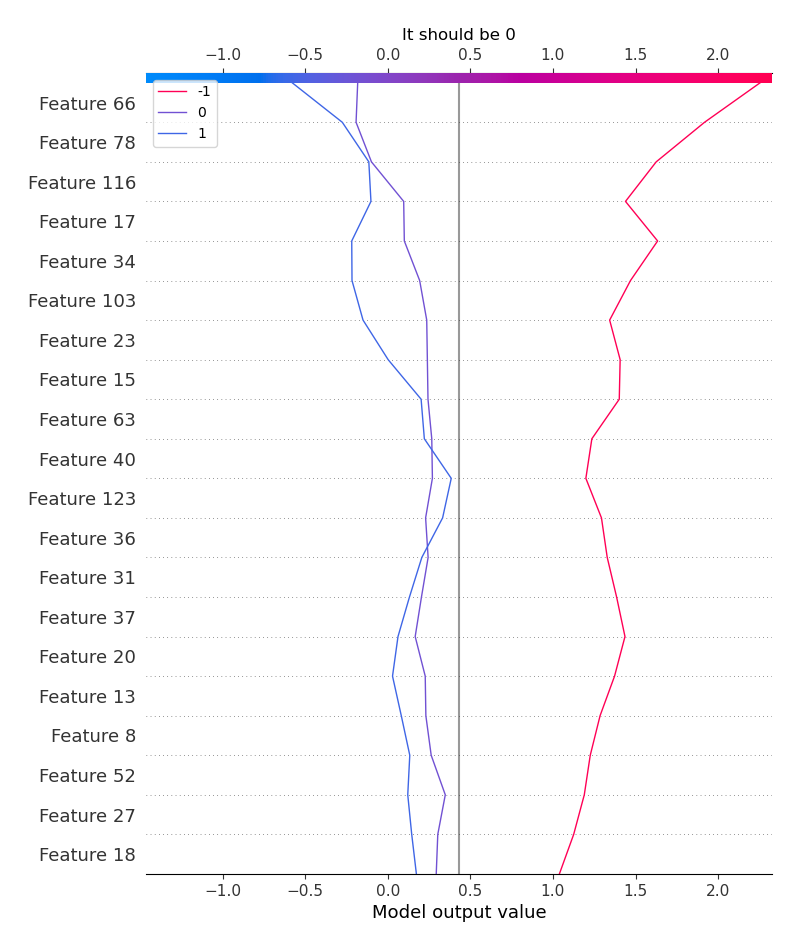 It should be 0
−1.0 −0.5 0.0 0.5 1.0 1.5 2.0
-1
0
1
Feature 66
Feature 78
Feature 116
Feature 17
Feature 34
Feature 103
Feature 23
Feature 15
Feature 63
Feature 40
Feature 123
Feature 36
Feature 31
Feature 37
Feature 20
Feature 13
Feature 8
Feature 52
Feature 27
Feature 18
−1.0 −0.5 0.0 0.5 1.0 1.5 2.0
Model output value